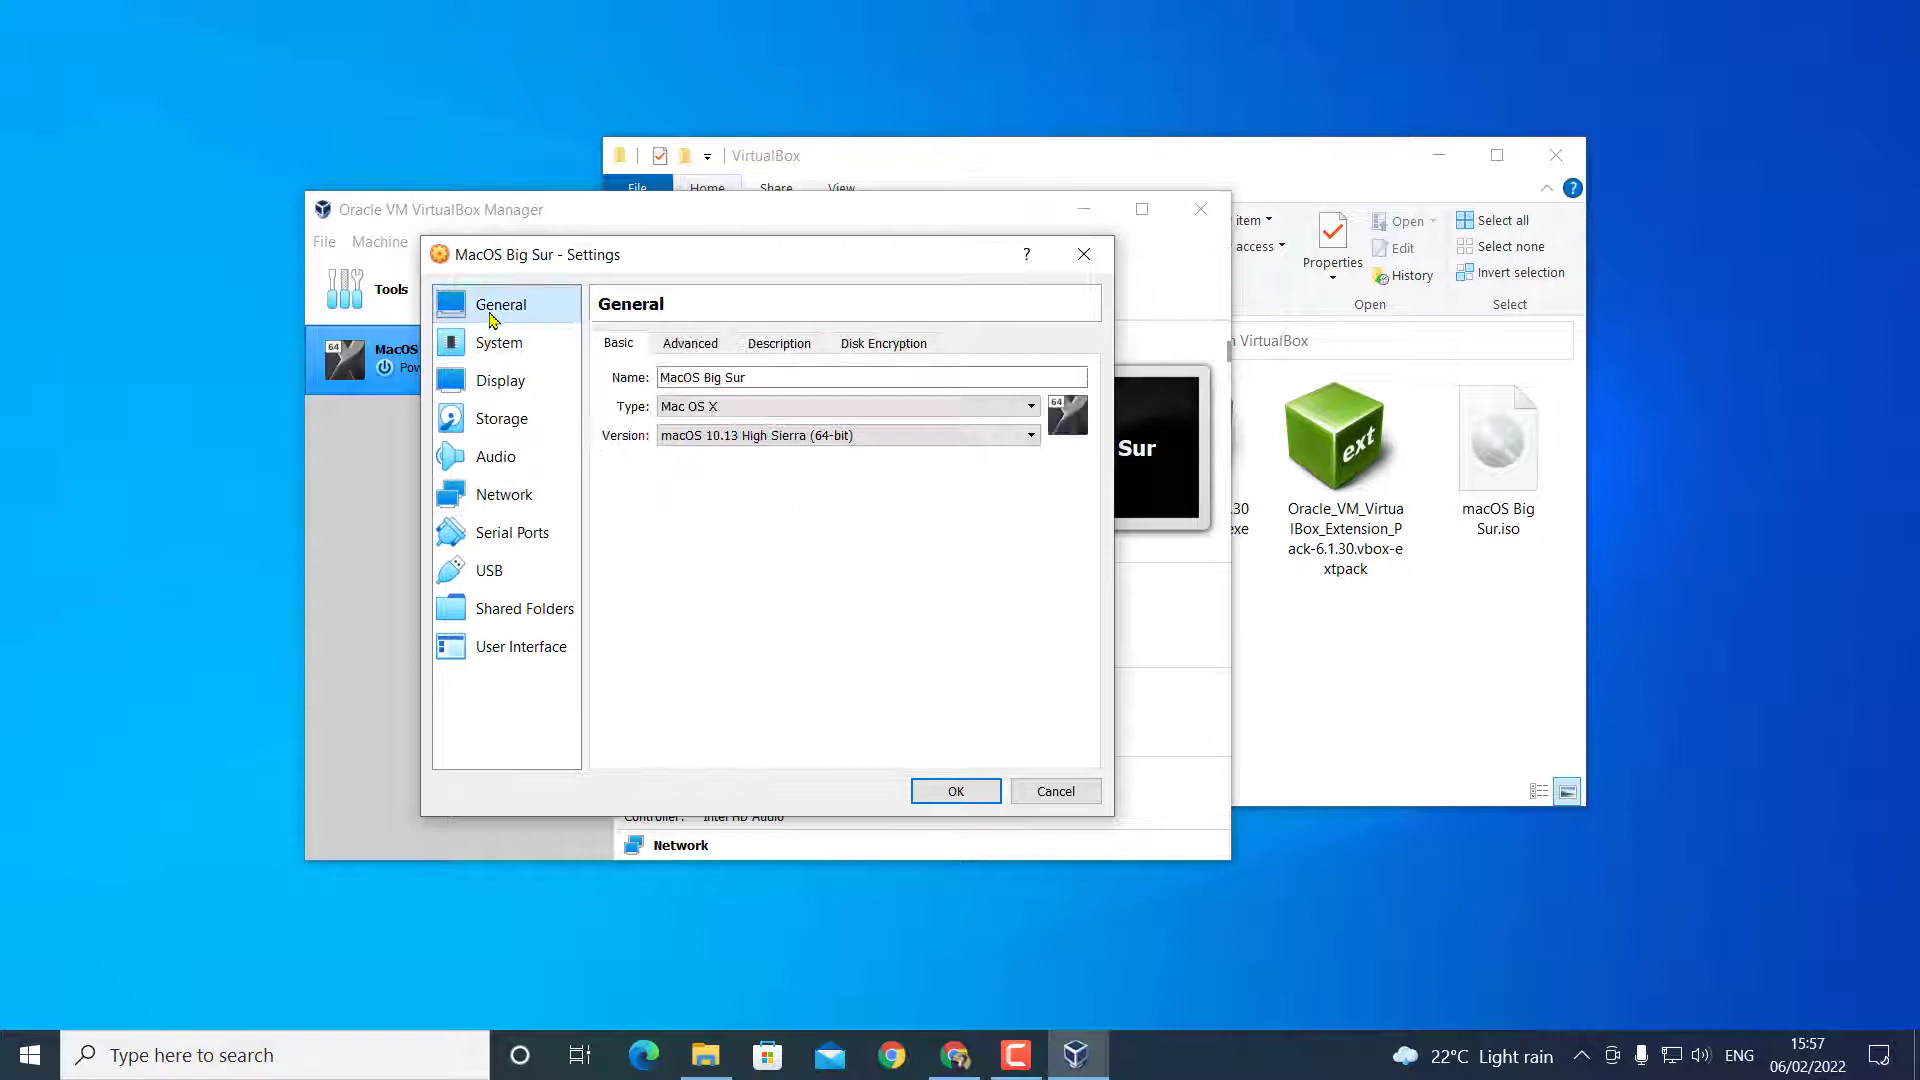 VirtualBox
File
Home
Share
View
Oracle VM VirtualBox Manager
File
Machine
Tools
64
MacOS
Pow
MacOS Big Sur - Settings
?
General
System
Display
Storage
Audio
Network
Serial Ports
USB
Shared Folders
User Interface
General
Basic
Advanced
Description
Disk Encryption
Name: MacOS Big Sur
Type: Mac OS X
64
Version: macOS 10.13 High Sierra (64-bit)
OK
Cancel
Controller: Intel HD Audio
Network
Sur
?
item
access
Properties
Open
Edit
History
Open
Select all
Select none
Invert selection
Select
VirtualBox
.30
exe
ext
Oracle_VM_Virtua
lBox_Extension_P
ack-6.1.30.vbox-e
xtpack
macOS Big
Sur.iso
Type here to search
22°C Light rain
ENG
15:57
06/02/2022